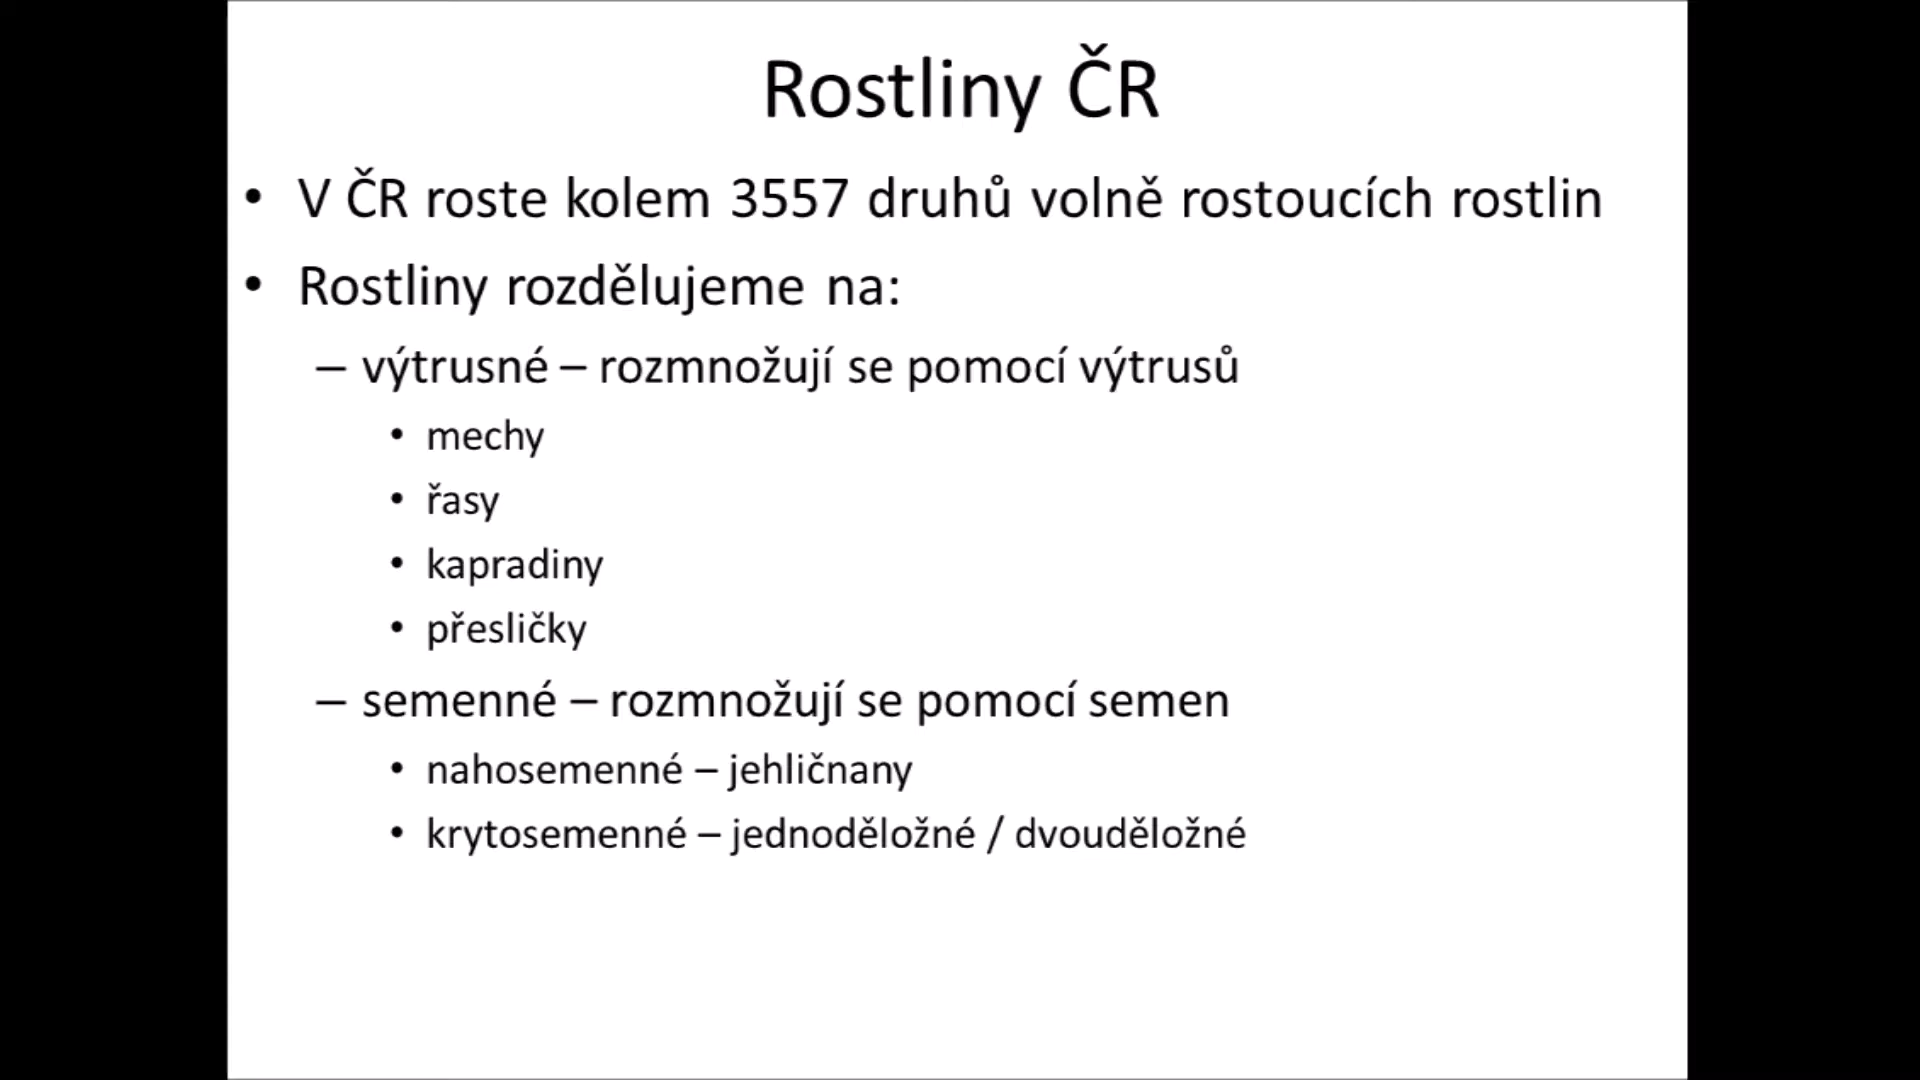 Rostliny ČR
• V ČR roste kolem 3557 druhů volně rostoucích rostlin
• Rostliny rozdělujeme na:
– výtrusné – rozmnožují se pomocí výtrusů
• mechy
• řasy
• kapradiny
• přesličky
– semenné – rozmnožují se pomocí semen
• nahosemenné – jehličnany
• krytosemenné – jednoděložné / dvouděložné